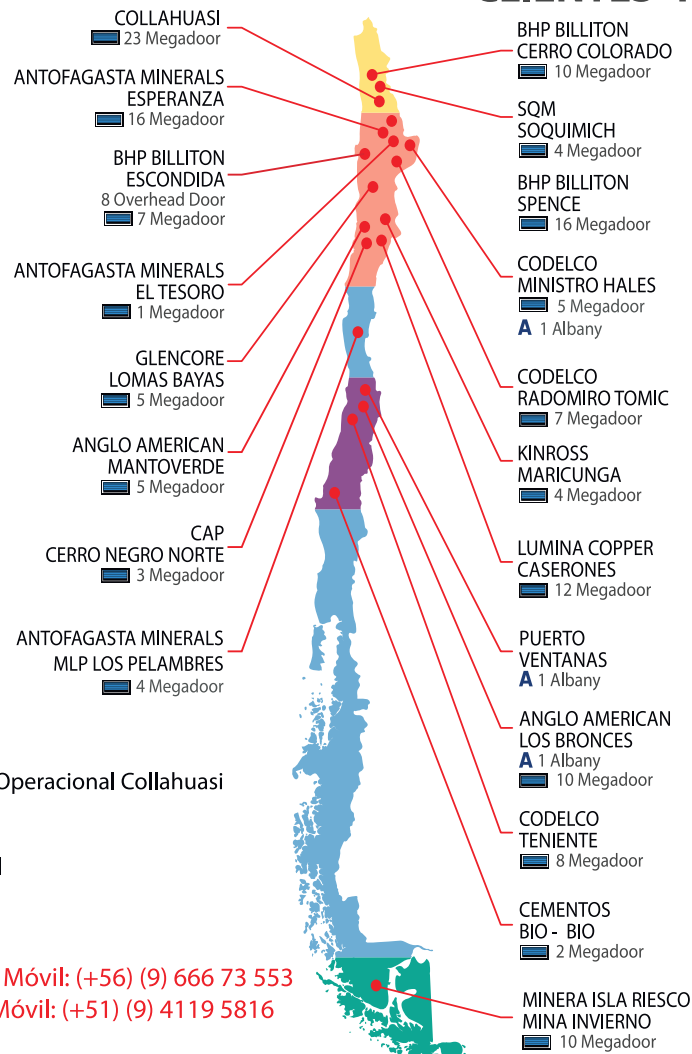 COLLAHUASI
23 Megadoor
ANTOFAGASTA MINERALS
ESPERANZA
16 Megadoor
BHP BILLITON
ESCONDIDA
8 Overhead Door
7 Megadoor
ANTOFAGASTA MINERALS
EL TESORO
1 Megadoor
GLENCORE
LOMAS BAYAS
5 Megadoor
ANGLO AMERICAN
MANTOVERDE
5 Megadoor
CAP
CERRO NEGRO NORTE
3 Megadoor
ANTOFAGASTA MINERALS
MLP LOS PELAMBRES
4 Megadoor
Operacional Collahuasi
Móvil: (+56) (9) 666 73 553
Móvil: (+51) (9) 4119 5816
BHP BILLITON
CERRO COLORADO
10 Megadoor
SQM
SOQUIMICH
4 Megadoor
BHP BILLITON
SPENCE
16 Megadoor
CODELCO
MINISTRO HALES
5 Megadoor
A 1 Albany
CODELCO
RADOMIRO TOMIC
7 Megadoor
KINROSS
MARICUNGA
4 Megadoor
LUMINA COPPER
CASERONES
12 Megadoor
PUERTO
VENTANAS
A 1 Albany
ANGLO AMERICAN
LOS BRONCES
A 1 Albany
10 Megadoor
CODELCO
TENIENTE
8 Megadoor
CEMENTOS
BIO - BIO
2 Megadoor
MINERA ISLA RIESCO
MINA INVIERNO
10 Megadoor